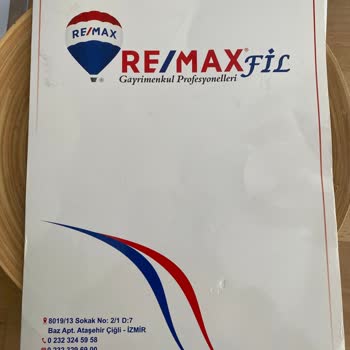 RE/MAX
RE/MAX FİL
Gayrimenkul Profesyonelleri
8019/13 Sokak No: 2/1 D:7
Baz Apt. Ataşehir Çiğli - İZMİR
0 232 324 59 58